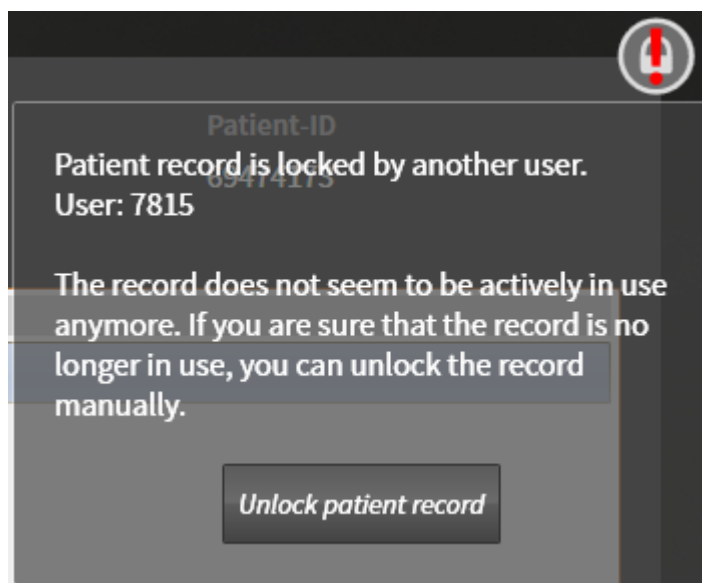 Patient-ID
Patient record is locked by another user.
User: 7815
The record does not seem to be actively in use
anymore. If you are sure that the record is no
longer in use, you can unlock the record
manually.
Unlock patient record